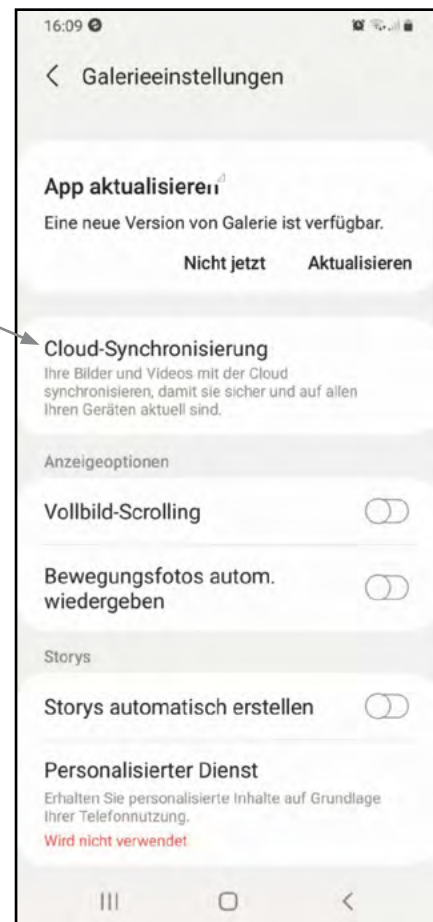 16:09
Galerieeinstellungen
App aktualisieren
Eine neue Version von Galerie ist verfügbar.
Nicht jetzt Aktualisieren
Cloud-Synchronisierung
Ihre Bilder und Videos mit der Cloud
synchronisieren, damit sie sicher und auf allen
Ihren Geräten aktuell sind.
Anzeigeoptionen
Vollbild-Scrolling
Bewegungsfotos autom.
wiedergeben
Storys
Storys automatisch erstellen
Personalisierter Dienst
Erhalten Sie personalisierte Inhalte auf Grundlage
Ihrer Telefonnutzung.
Wird nicht verwendet